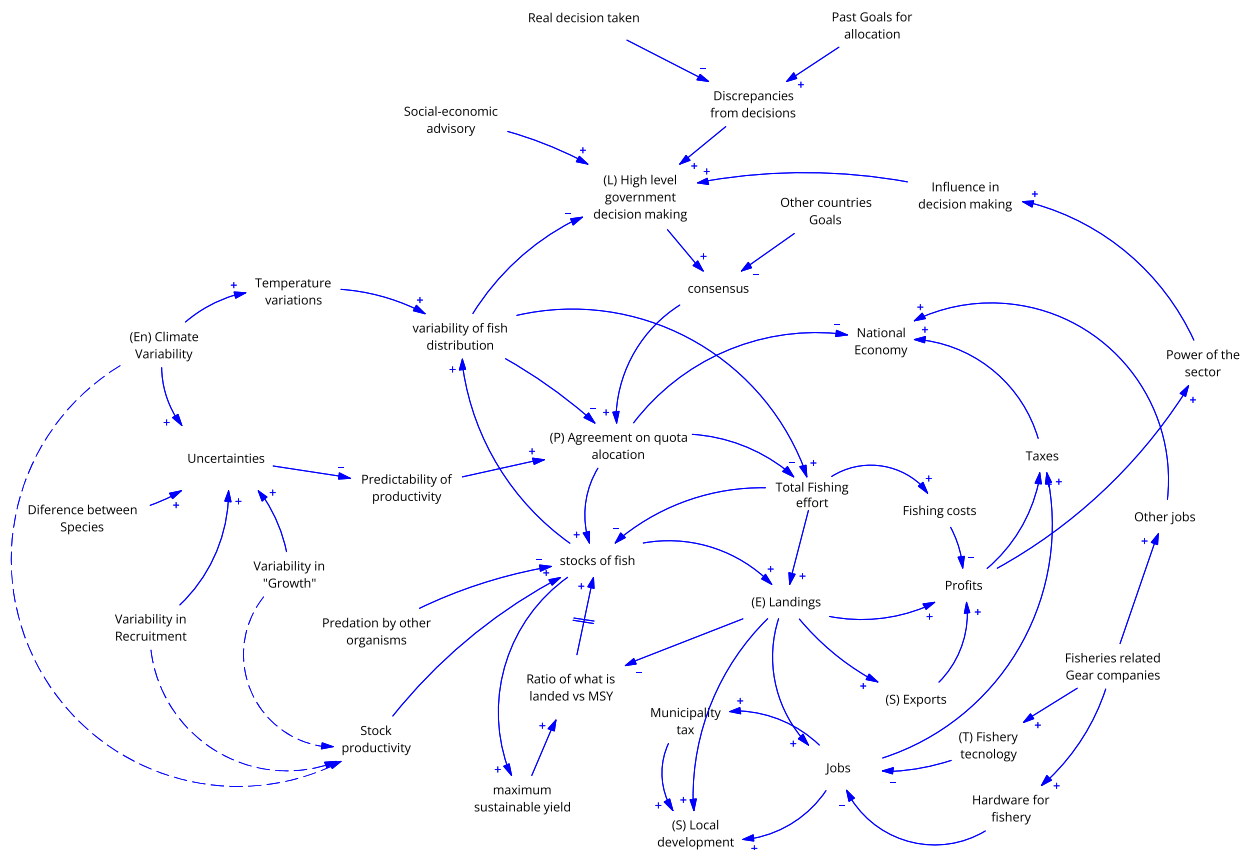 Real decision taken
Past Goals for
allocation
Discrepancies
from decisions
Social-economic
advisory
(L) High level
government
decision making
Influence in
decision making
Other countries
Goals
consensus
Temperature
variations
(En) Climate
Variability
variability of fish
distribution
National
Economy
Power of the
sector
(P) Agreement on quota
alocation
Uncertainties
Predictability of
productivity
Taxes
Total Fishing
effort
Fishing costs
Diference between
Species
Other jobs
stocks of fish
Variability in
"Growth"
Profits
(E) Landings
Variability in
Recruitment
Predation by other
organisms
Fisheries related
Gear companies
Ratio of what is
landed vs MSY
(S) Exports
Municipality
tax
Stock
productivity
(T) Fishery
tecnology
Jobs
maximum
sustainable yield
Hardware for
fishery
(S) Local
development